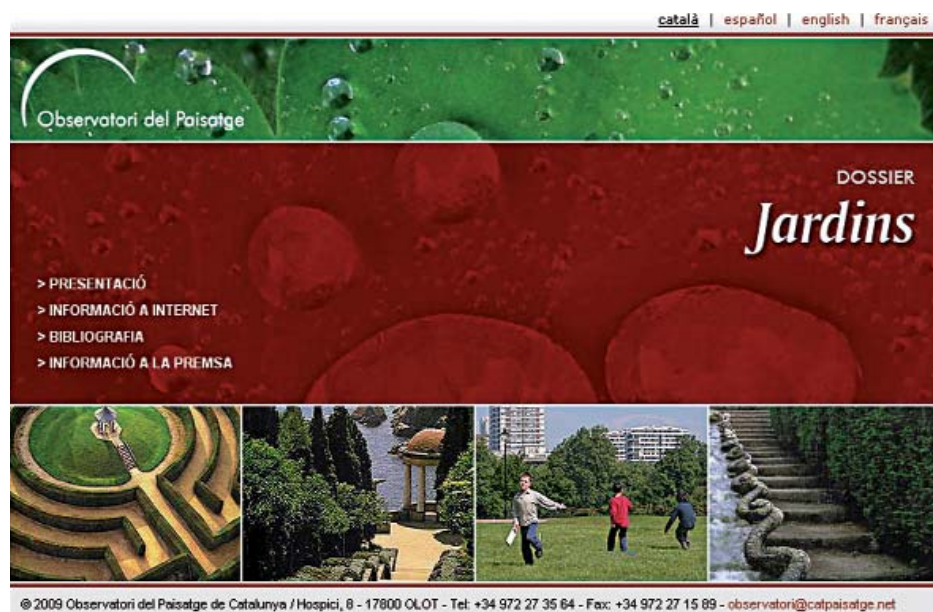 català | español | english | français
Observatori del Paisatge
DOSSIER
Jardins
> PRESENTACIÓ
> INFORMACIÓ A INTERNET
> BIBLIOGRAFIA
> INFORMACIÓ A LA PREMSA
© 2009 Observatori del Paisatge de Catalunya / Hospici, 8 - 17800 OLOT - Tel: +34 972 27 35 64 - Fax: +34 972 27 15 89 - observatori@catpaisatge.net